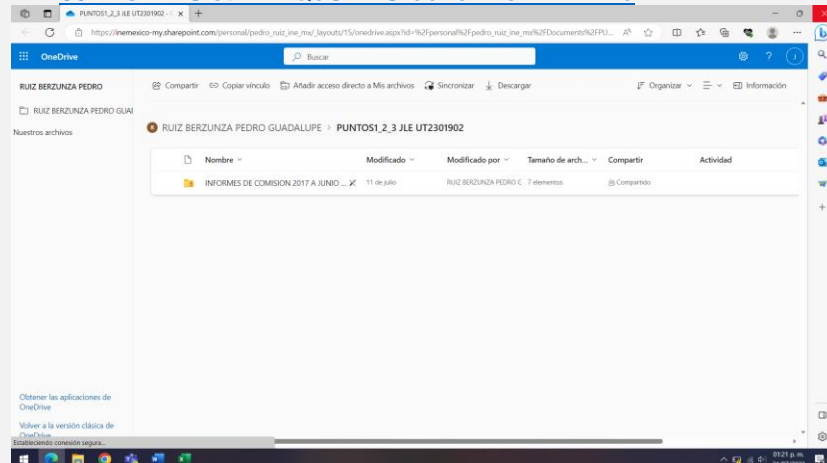 PUNTOS1_2_3 JLE UT2301902 -
https://inemexico-my.sharepoint.com/personal/pedro_ruiz_ine_mx/_layouts/15/onedrive.aspx?id=%2Fpersonal%2Fpedro_ruiz_ine_mx%2FDocuments%2FPU...
OneDrive
Buscar
RUIZ BERZUNZA PEDRO
Compartir Copiar vínculo Añadir acceso directo a Mis archivos Sincronizar Descargar Organizar Información
RUIZ BERZUNZA PEDRO GUAI
Nuestros archivos
RUIZ BERZUNZA PEDRO GUADALUPE > PUNTOS1_2_3 JLE UT2301902
Nombre Modificado Modificado por Tamaño de arch... Compartir Actividad
INFORMES DE COMISION 2017 A JUNIO ... 11 de julio RUIZ BERZUNZA PEDRO G 7 elementos Compartido
Obtener las aplicaciones de
OneDrive
Volver a la versión clásica de
OneDrive
Estableciendo conexión segura...
01:21 p. m.